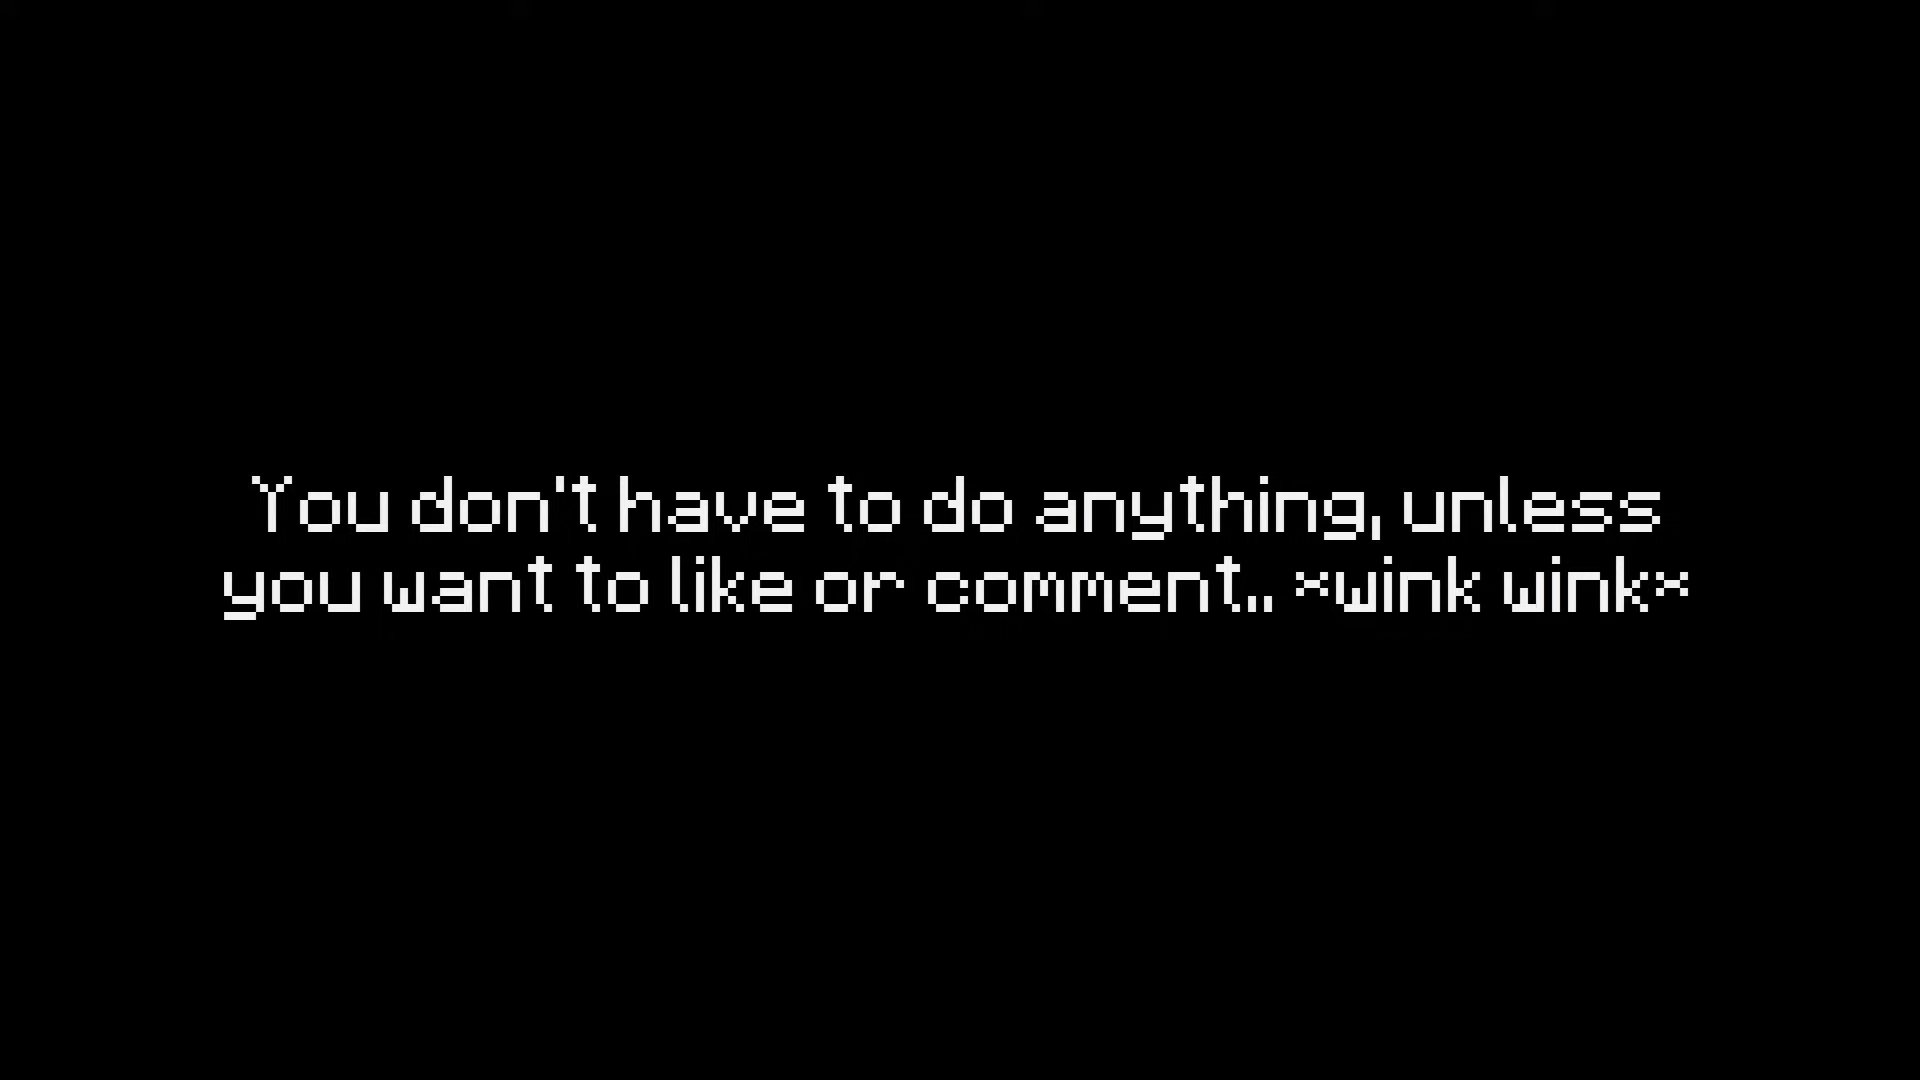 You don't have to do anything, unless
you want to like or comment.. *wink wink*